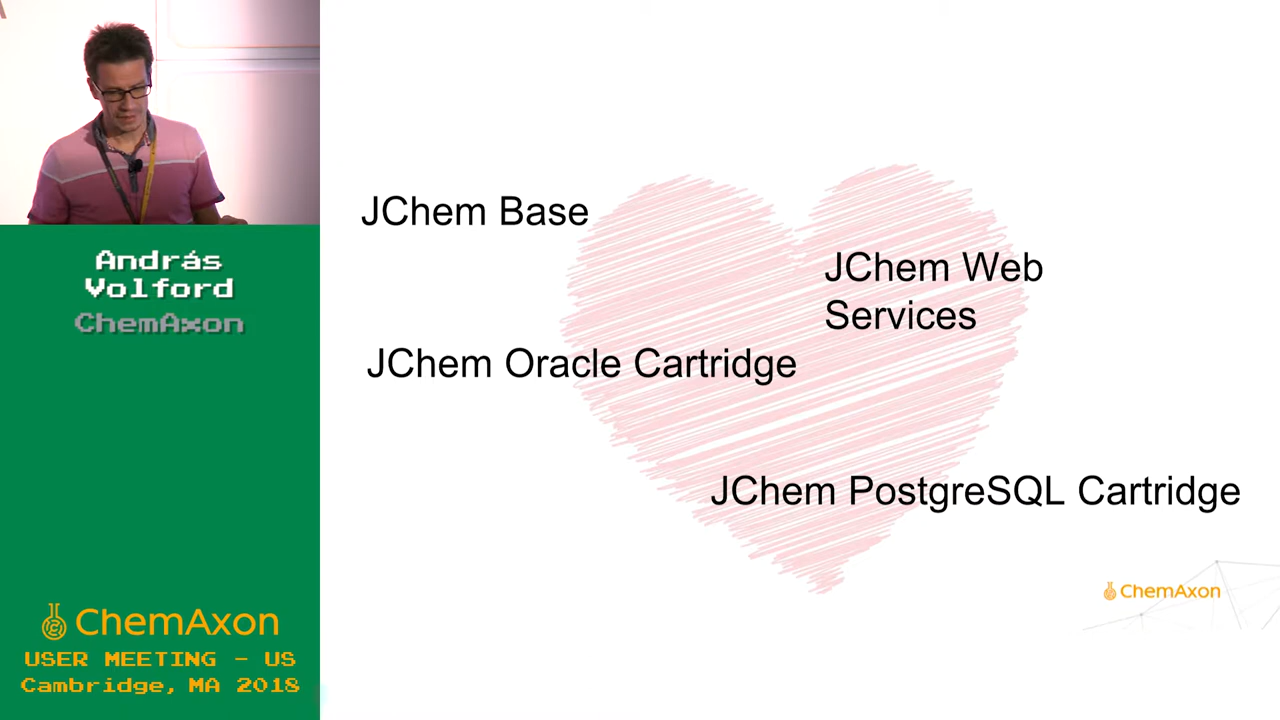 András
Volford
ChemAxon
ChemAxon
USER MEETING - US
Cambridge, MA 2018
JChem Base
JChem Web
Services
JChem Oracle Cartridge
JChem PostgreSQL Cartridge
ChemAxon